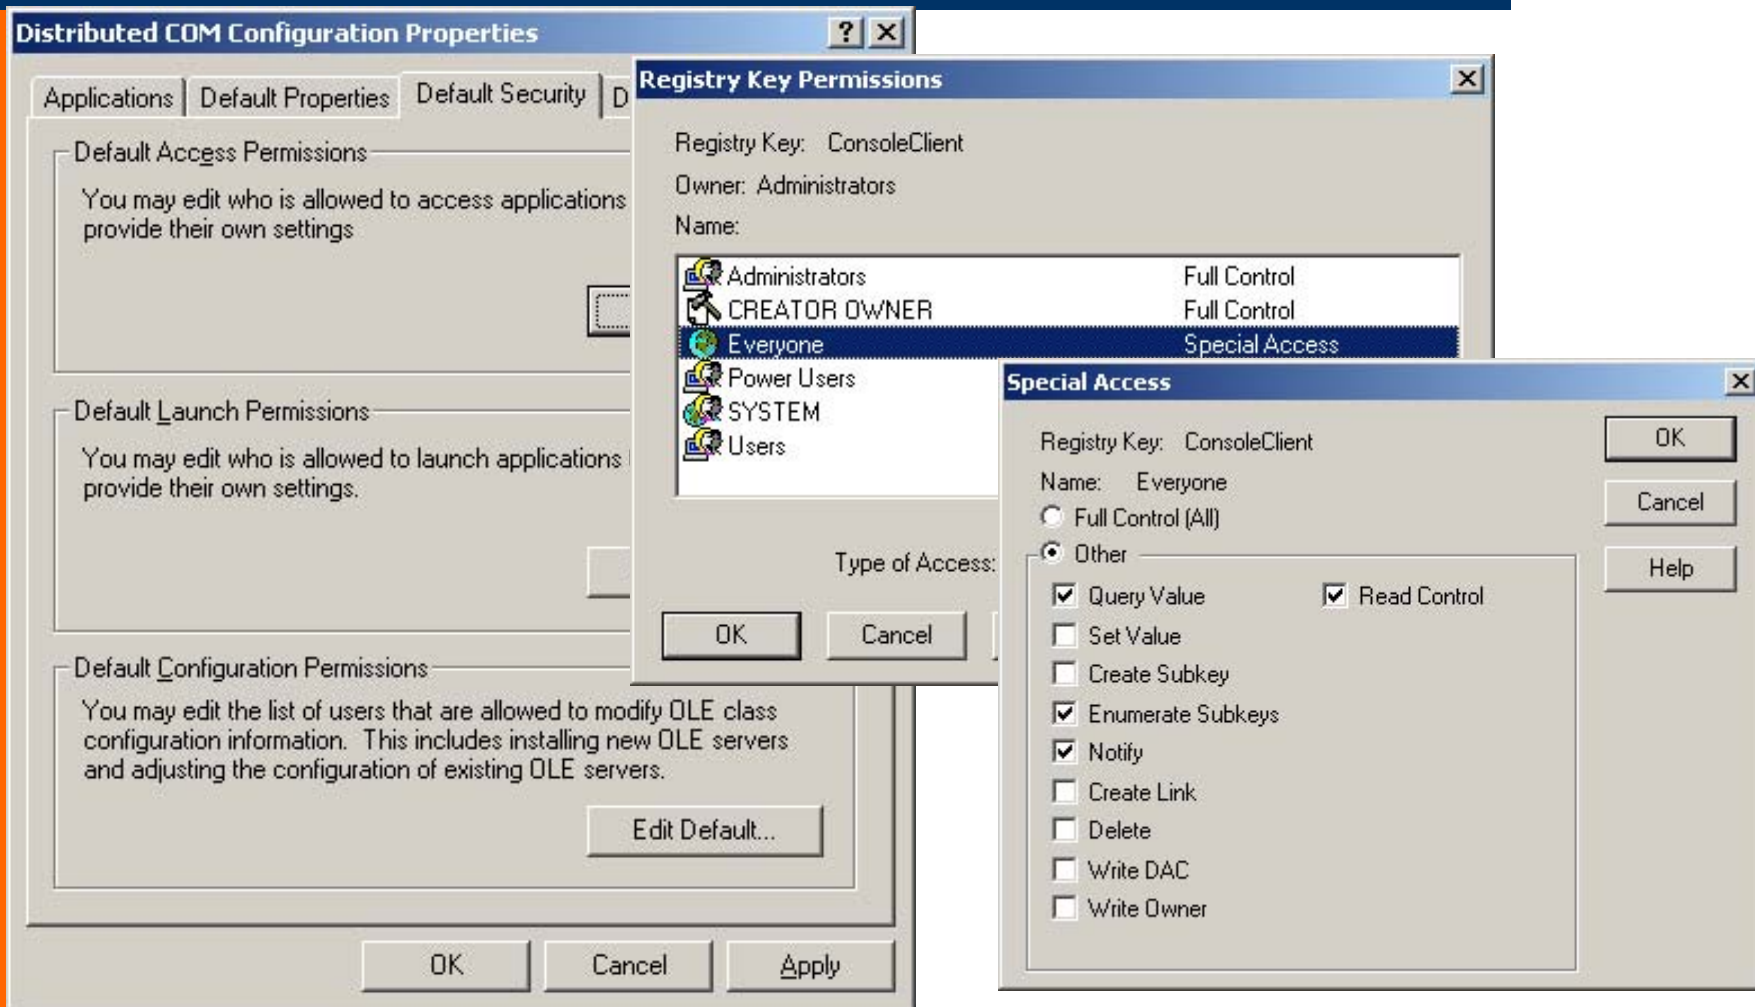 Distributed COM Configuration Properties
Applications
Default Properties
Default Security
D
Default Access Permissions
You may edit who is allowed to access applications
provide their own settings
Default Launch Permissions
You may edit who is allowed to launch applications
provide their own settings.
Default Configuration Permissions
You may edit the list of users that are allowed to modify OLE class
configuration information. This includes installing new OLE servers
and adjusting the configuration of existing OLE servers.
Edit Default...
OK
Cancel
Apply
Registry Key Permissions
Registry Key: ConsoleClient
Owner: Administrators
Name:
Administrators Full Control
CREATOR OWNER Full Control
Everyone Special Access
Power Users
SYSTEM
Users
Type of Access:
OK
Cancel
Special Access
Registry Key: ConsoleClient
Name: Everyone
Full Control (All)
Other
Query Value
Read Control
Set Value
Create Subkey
Enumerate Subkeys
Notify
Create Link
Delete
Write DAC
Write Owner
OK
Cancel
Help